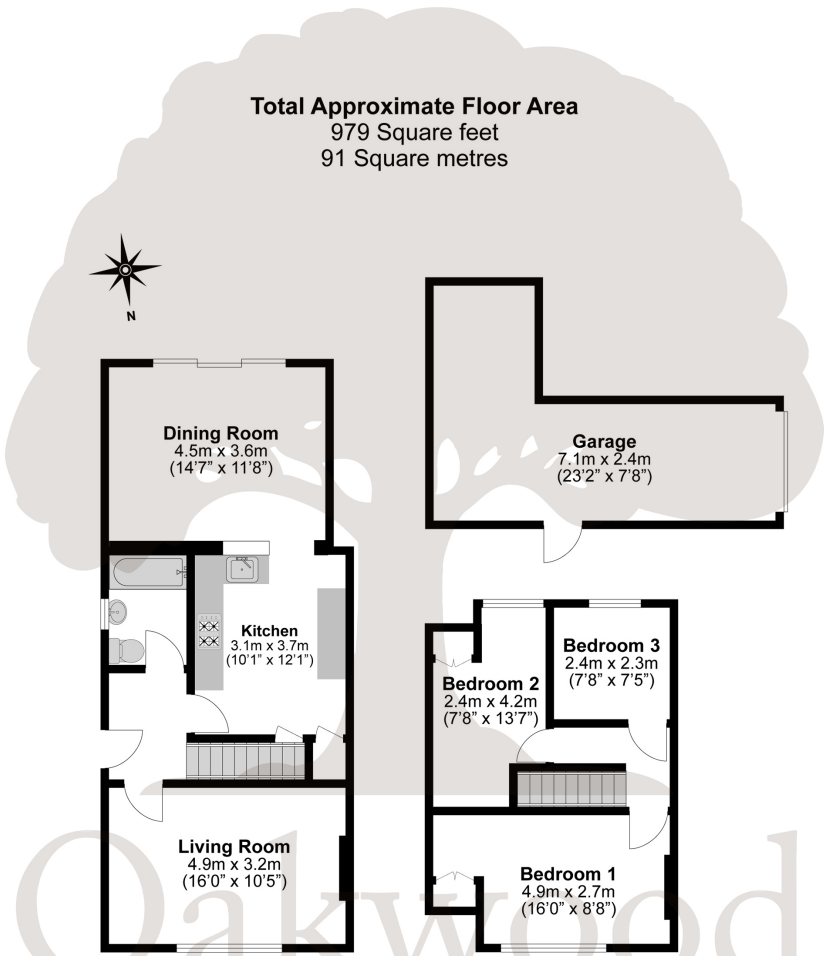 Total Approximate Floor Area
979 Square feet
91 Square metres
N
Dining Room
4.5m x 3.6m
(14’7” x 11’8”)
Garage
7.1m x 2.4m
(23’2” x 7’8”)
Kitchen
3.1m x 3.7m
(10’1” x 12’1”)
Bedroom 2
2.4m x 4.2m
(7’8” x 13’7”)
Bedroom 3
2.4m x 2.3m
(7’8” x 7’5”)
Living Room
4.9m x 3.2m
(16’0” x 10’5”)
Bedroom 1
4.9m x 2.7m
(16’0” x 8’8”)
Oakwood